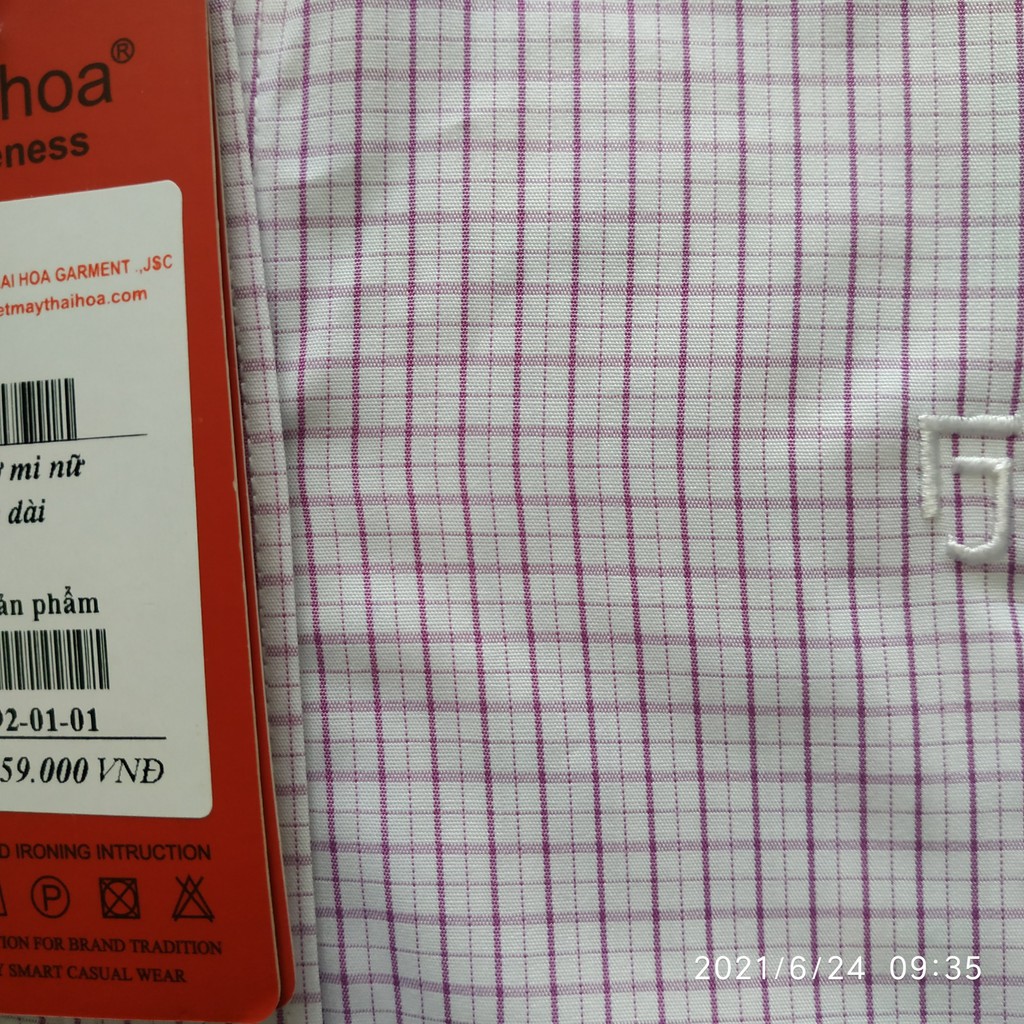 hoa®
eness
AI HOA GARMENT .,JSC
etmaythaihoa.com
mi nữ
dài
ản phẩm
92-01-01
59.000 VNĐ
D IRONING INTRUCTION
P
TION FOR BRAND TRADITION
Y SMART CASUAL WEAR
2021/6/24 09:35